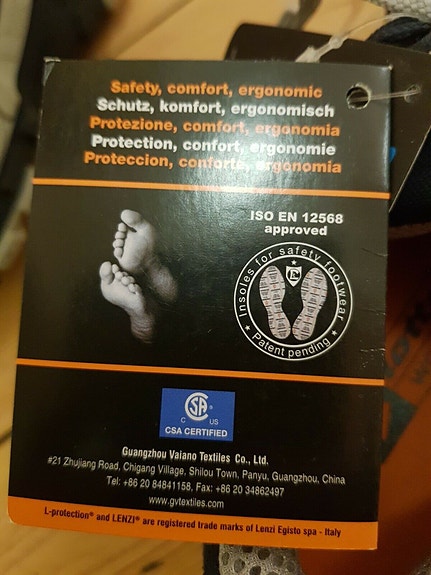 Safety, comfort, ergonomic
Schutz, komfort, ergonomisch
Protezione, comfort, ergonomia
Protection, confort, ergonomie
Proteccion, conforte, ergonomia
ISO EN 12568
approved
Insoles for safety footwear
Patent pending
CSA
C US
CSA CERTIFIED
Guangzhou Vaiano Textiles Co., Ltd.
#21 Zhujiang Road, Chigang Village, Shilou Town, Panyu, Guangzhou, China
Tel: +86 20 84841158, Fax: +86 20 34862497
www.gvtextiles.com
L-protection® and LENZI® are registered trade marks of Lenzi Egisto spa - Italy